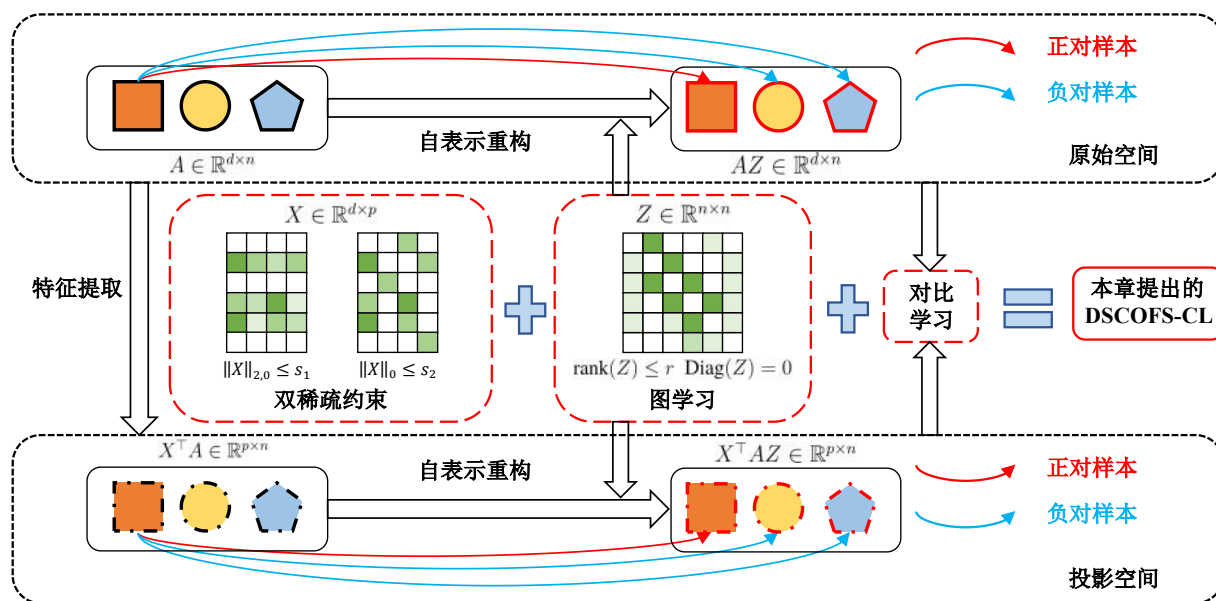 正对样本
负对样本
自表示重构
A ∈ ℝ^{d×n}
AZ ∈ ℝ^{d×n}
原始空间
特征提取
X ∈ ℝ^{d×p}
‖X‖_{2,0} ≤ s_1
‖X‖_0 ≤ s_2
双稀疏约束
Z ∈ ℝ^{n×n}
rank(Z) ≤ r Diag(Z) = 0
图学习
对比
学习
本章提出的
DSCOFS-CL
X^⊤A ∈ ℝ^{p×n}
自表示重构
X^⊤AZ ∈ ℝ^{p×n}
正对样本
负对样本
投影空间